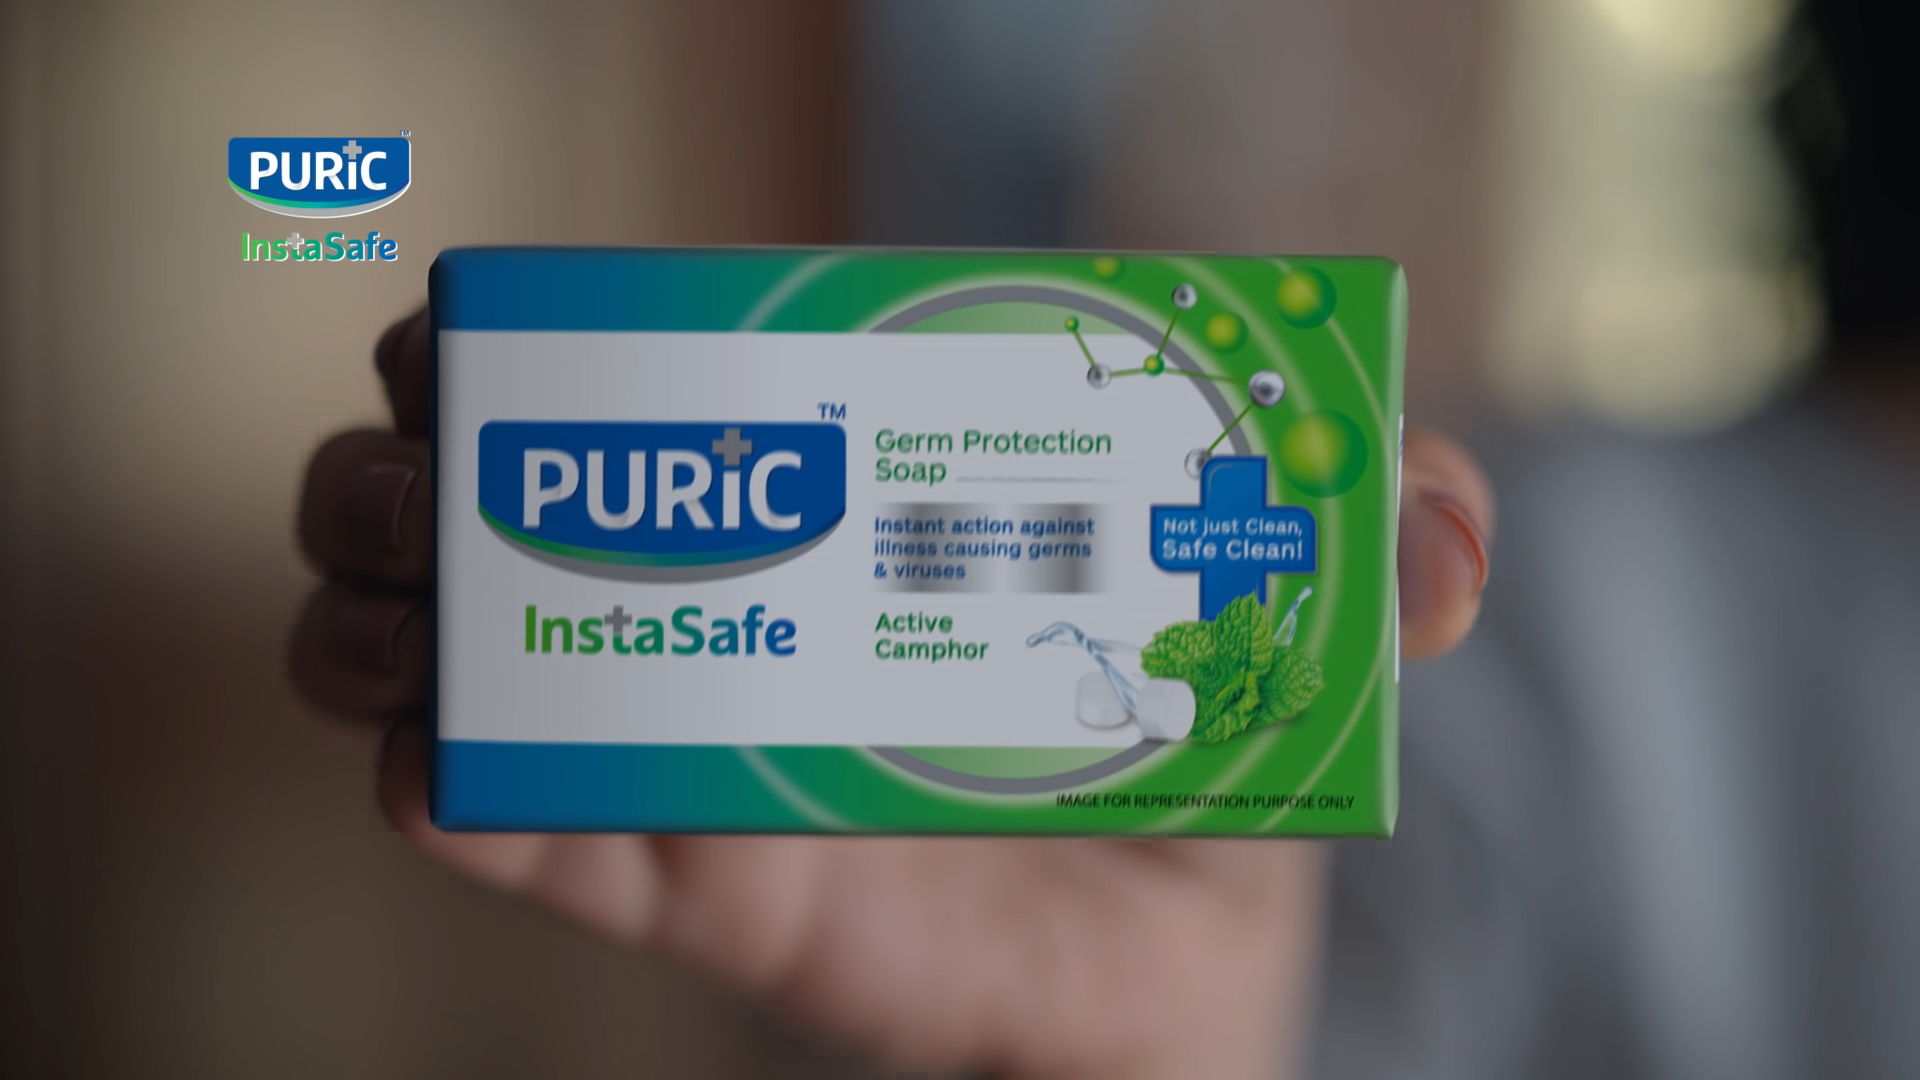 PURiC
TM
InstaSafe
TM
PURiC
InstaSafe
Germ Protection
Soap
Instant action against
illness causing germs
& viruses
Active
Camphor
Not just Clean,
Safe Clean!
IMAGE FOR REPRESENTATION PURPOSE ONLY